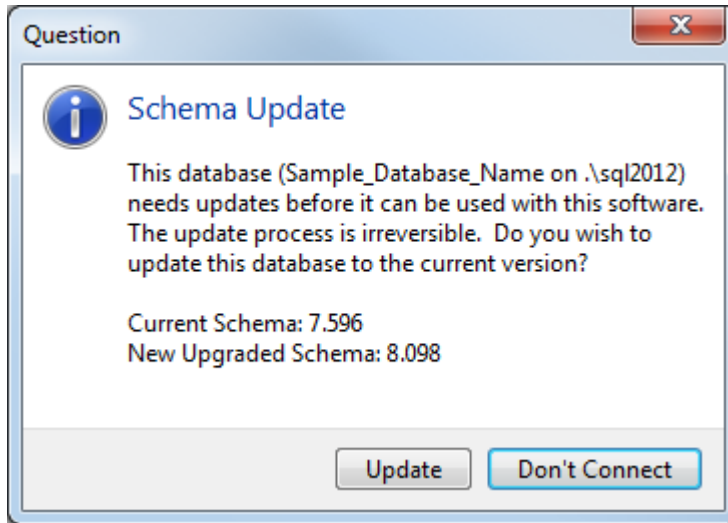 Question
Schema Update
This database (Sample_Database_Name on .\sql2012)
needs updates before it can be used with this software.
The update process is irreversible.  Do you wish to
update this database to the current version?
Current Schema: 7.596
New Upgraded Schema: 8.098
Update
Don't Connect